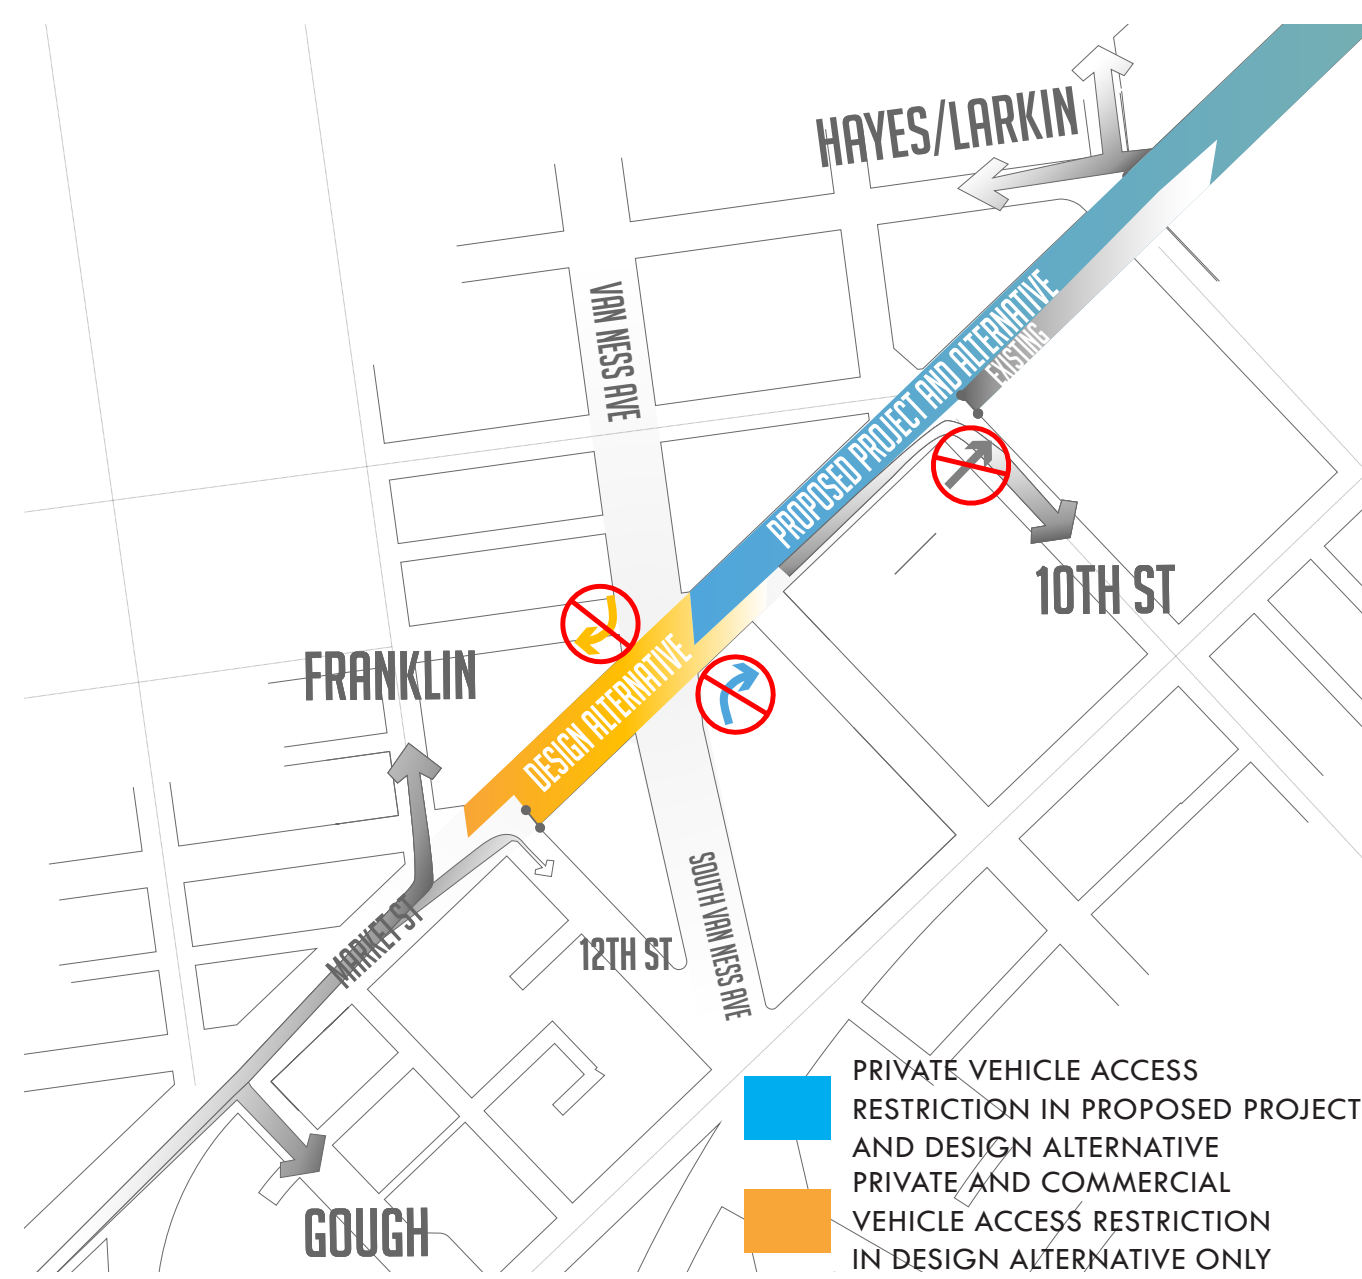 HAYES/LARKIN
VAN NESS AVE
PROPOSED PROJECT AND ALTERNATIVE
EXISTING
10TH ST
FRANKLIN
DESIGN ALTERNATIVE
MARKET ST
12TH ST
SOUTH VAN NESS AVE
GOUGH
PRIVATE VEHICLE ACCESS
RESTRICTION IN PROPOSED PROJECT
AND DESIGN ALTERNATIVE
PRIVATE AND COMMERCIAL
VEHICLE ACCESS RESTRICTION
IN DESIGN ALTERNATIVE ONLY